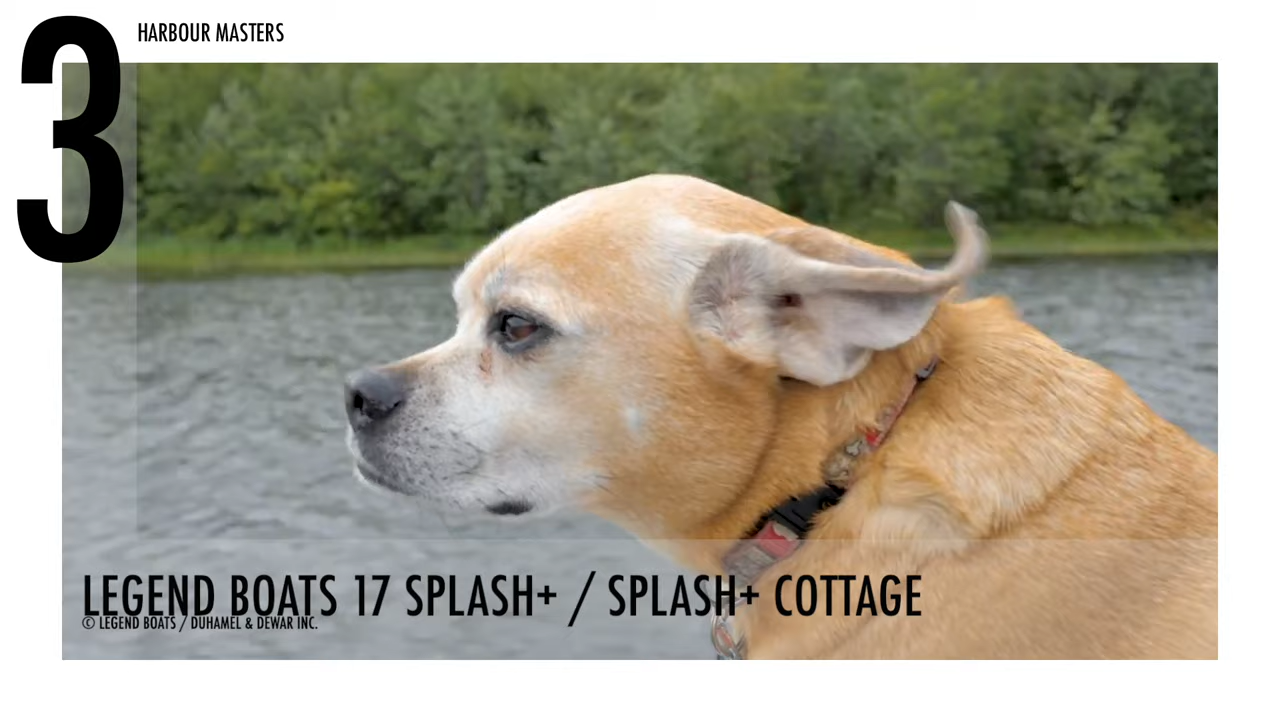 3
HARBOUR MASTERS
LEGEND BOATS 17 SPLASH+ / SPLASH+ COTTAGE
© LEGEND BOATS / DUHAMEL & DEWAR INC.